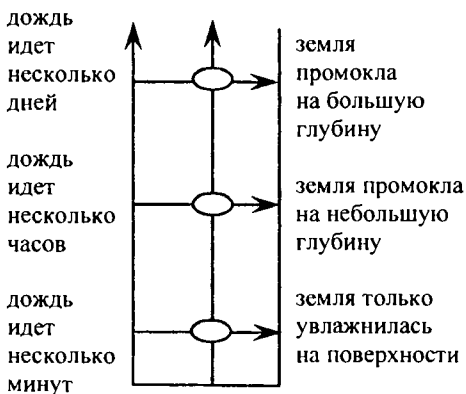 дождь
идет
несколько
дней
земля
промокла
на большую
глубину
дождь
идет
несколько
часов
земля промокла
на небольшую
глубину
дождь
идет
несколько
минут
земля только
увлажнилась
на поверхности